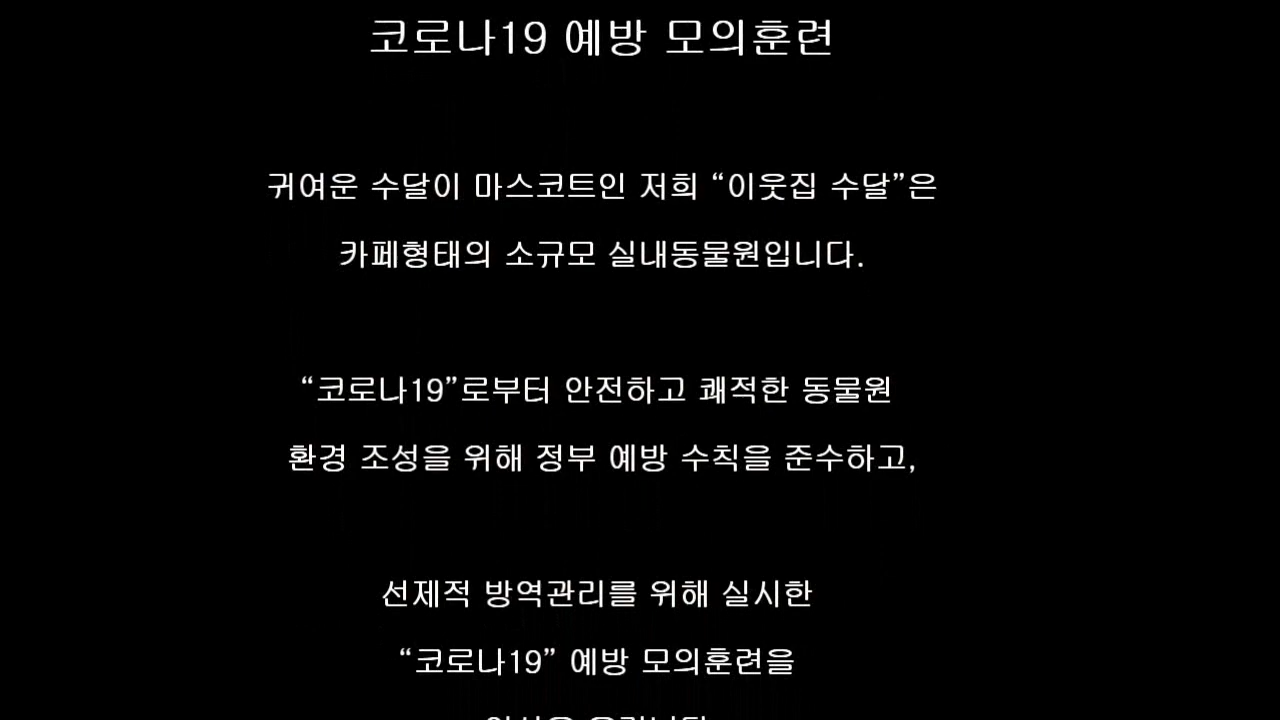 코로나19 예방 모의훈련
귀여운 수달이 마스코트인 저희 “이웃집 수달”은
카페형태의 소규모 실내동물원입니다.
“코로나19”로부터 안전하고 쾌적한 동물원
환경 조성을 위해 정부 예방 수칙을 준수하고,
선제적 방역관리를 위해 실시한
“코로나19” 예방 모의훈련을